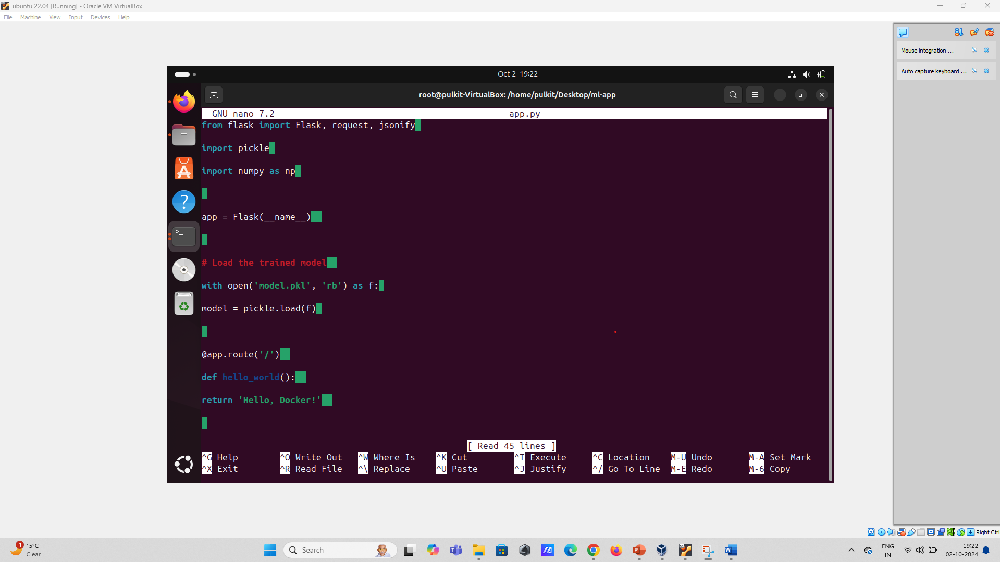 ubuntu 22.04 [Running] - Oracle VM VirtualBox
File Machine View Input Devices Help
Mouse integration ...
Auto capture keyboard ...
Oct 2 19:22
root@pulkit-VirtualBox: /home/pulkit/Desktop/ml-app
GNU nano 7.2 app.py
from flask import Flask, request, jsonify
import pickle
import numpy as np
app = Flask(__name__)
# Load the trained model
with open('model.pkl', 'rb') as f:
model = pickle.load(f)
@app.route('/')
def hello_world():
return 'Hello, Docker!'
[ Read 45 lines ]
^G Help ^O Write Out ^W Where Is ^K Cut ^T Execute ^C Location M-U Undo M-A Set Mark
^X Exit ^R Read File ^\ Replace ^U Paste ^J Justify ^/ Go To Line M-E Redo M-6 Copy
Right Ctrl
1
15°C
Clear
Search
ENG
IN
19:22
02-10-2024